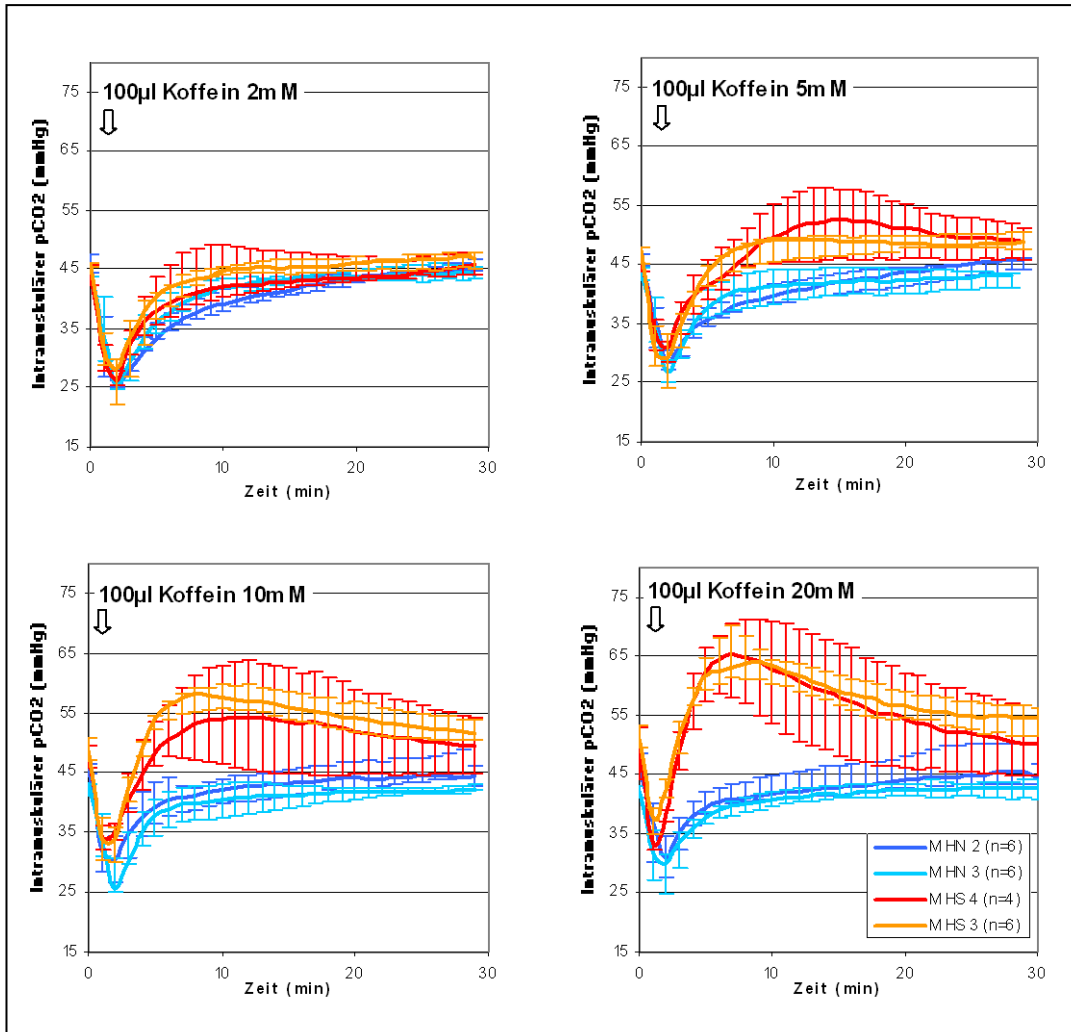 100µl Koffein 2mM
Intramuskulärer pCO2 (mmHg)
75
65
55
45
35
25
15
0
10
20
30
Zeit (min)
100µl Koffein 5mM
Intramuskulärer pCO2 (mmHg)
75
65
55
45
35
25
15
0
10
20
30
Zeit (min)
100µl Koffein 10mM
Intramuskulärer pCO2 (mmHg)
75
65
55
45
35
25
15
0
10
20
30
Zeit (min)
100µl Koffein 20mM
Intramuskulärer pCO2 (mmHg)
75
65
55
45
35
25
15
0
10
20
30
Zeit (min)
MHN 2 (n=6)
MHN 3 (n=6)
MHS 4 (n=4)
MHS 3 (n=6)